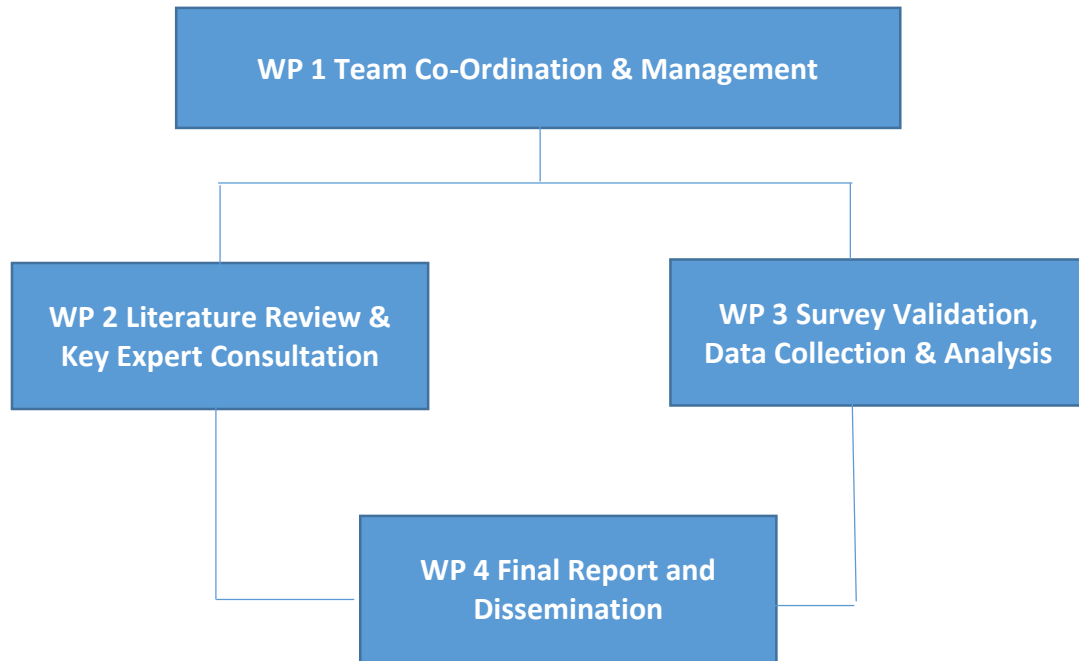 WP 1 Team Co-Ordination & Management
WP 2 Literature Review &
Key Expert Consultation
WP 3 Survey Validation,
Data Collection & Analysis
WP 4 Final Report and
Dissemination